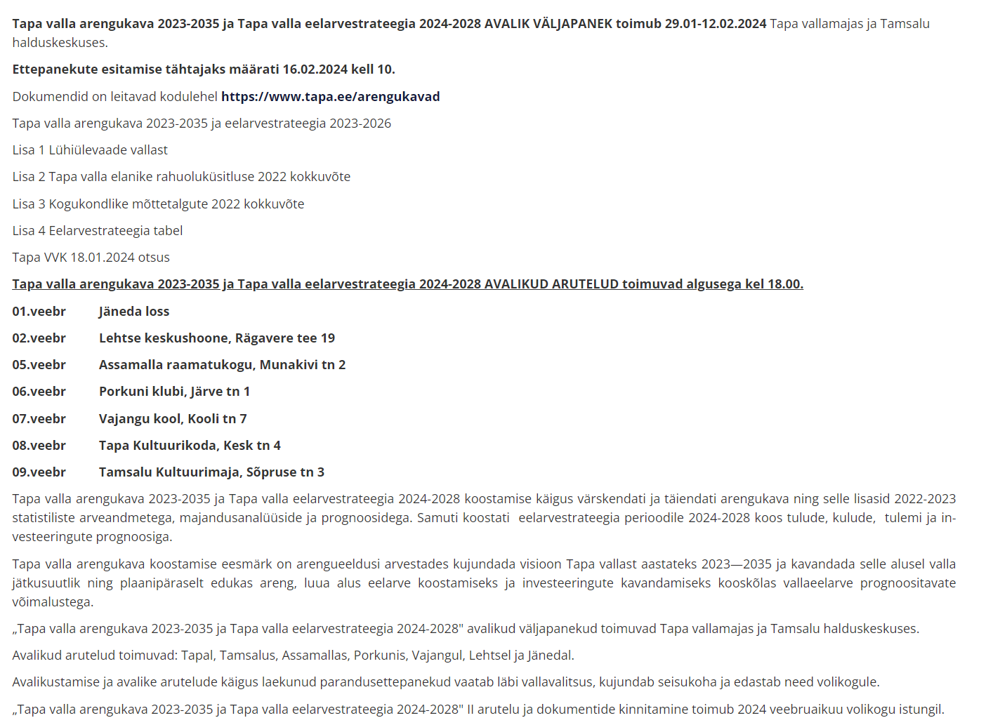 Tapa valla arengukava 2023-2035 ja Tapa valla eelarvestrateegia 2024-2028 AVALIK VÄLJAPANEK toimub 29.01-12.02.2024 Tapa vallamajas ja Tamsalu
halduskeskuses.
Ettepanekute esitamise tähtajaks määrati 16.02.2024 kell 10.
Dokumendid on leitavad kodulehel https://www.tapa.ee/arengukavad
Tapa valla arengukava 2023-2035 ja eelarvestrateegia 2023-2026
Lisa 1 Lühiülevaade vallast
Lisa 2 Tapa valla elanike rahuoluküsitluse 2022 kokkuvõte
Lisa 3 Kogukondlike mõttetalgute 2022 kokkuvõte
Lisa 4 Eelarvestrateegia tabel
Tapa VVK 18.01.2024 otsus
Tapa valla arengukava 2023-2035 ja Tapa valla eelarvestrateegia 2024-2028 AVALIKUD ARUTELUD toimuvad algusega kel 18.00.
01.veebr Jäneda loss
02.veebr Lehtse keskushoone, Rägavere tee 19
05.veebr Assamalla raamatukogu, Munakivi tn 2
06.veebr Porkuni klubi, Järve tn 1
07.veebr Vajangu kool, Kooli tn 7
08.veebr Tapa Kultuurikoda, Kesk tn 4
09.veebr Tamsalu Kultuurimaja, Sõpruse tn 3
Tapa valla arengukava 2023-2035 ja Tapa valla eelarvestrateegia 2024-2028 koostamise käigus värskendati ja täiendati arengukava ning selle lisasid 2022-2023
statistiliste arveandmetega, majandusanalüüside ja prognoosidega. Samuti koostati eelarvestrateegia perioodile 2024-2028 koos tulude, kulude, tulemi ja in-
vesteeringute prognoosiga.
Tapa valla arengukava koostamise eesmärk on arengueeldusi arvestades kujundada visioon Tapa vallast aastateks 2023—2035 ja kavandada selle alusel valla
jätkusuutlik ning plaanipäraselt edukas areng, luua alus eelarve koostamiseks ja investeeringute kavandamiseks kooskõlas vallaeelarve prognoositavate
võimalustega.
„Tapa valla arengukava 2023-2035 ja Tapa valla eelarvestrateegia 2024-2028" avalikud väljapanekud toimuvad Tapa vallamajas ja Tamsalu halduskeskuses.
Avalikud arutelud toimuvad: Tapal, Tamsalus, Assamallas, Porkunis, Vajangul, Lehtsel ja Jänedal.
Avalikustamise ja avalike arutelude käigus laekunud parandusettepanekud vaatab läbi vallavalitsus, kujundab seisukoha ja edastab need volikogule.
„Tapa valla arengukava 2023-2035 ja Tapa valla eelarvestrateegia 2024-2028" II arutelu ja dokumentide kinnitamine toimub 2024 veebruaikuu volikogu istungil.